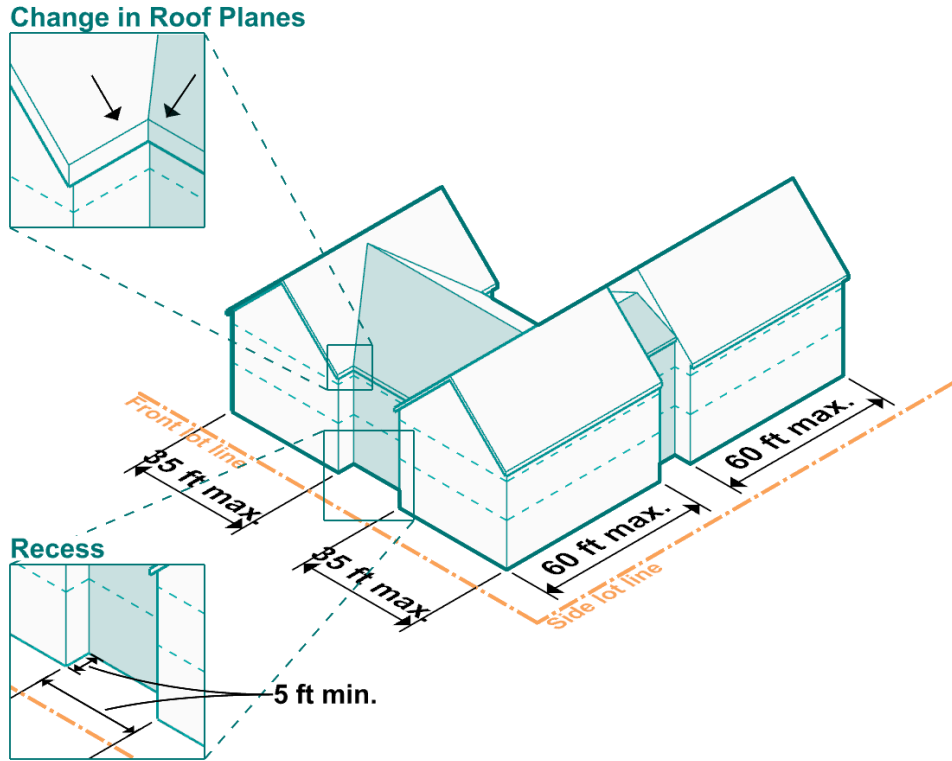 Change in Roof Planes
Front lot line
35 ft max.
60 ft max.
35 ft max.
60 ft max.
Side lot line
Recess
5 ft min.